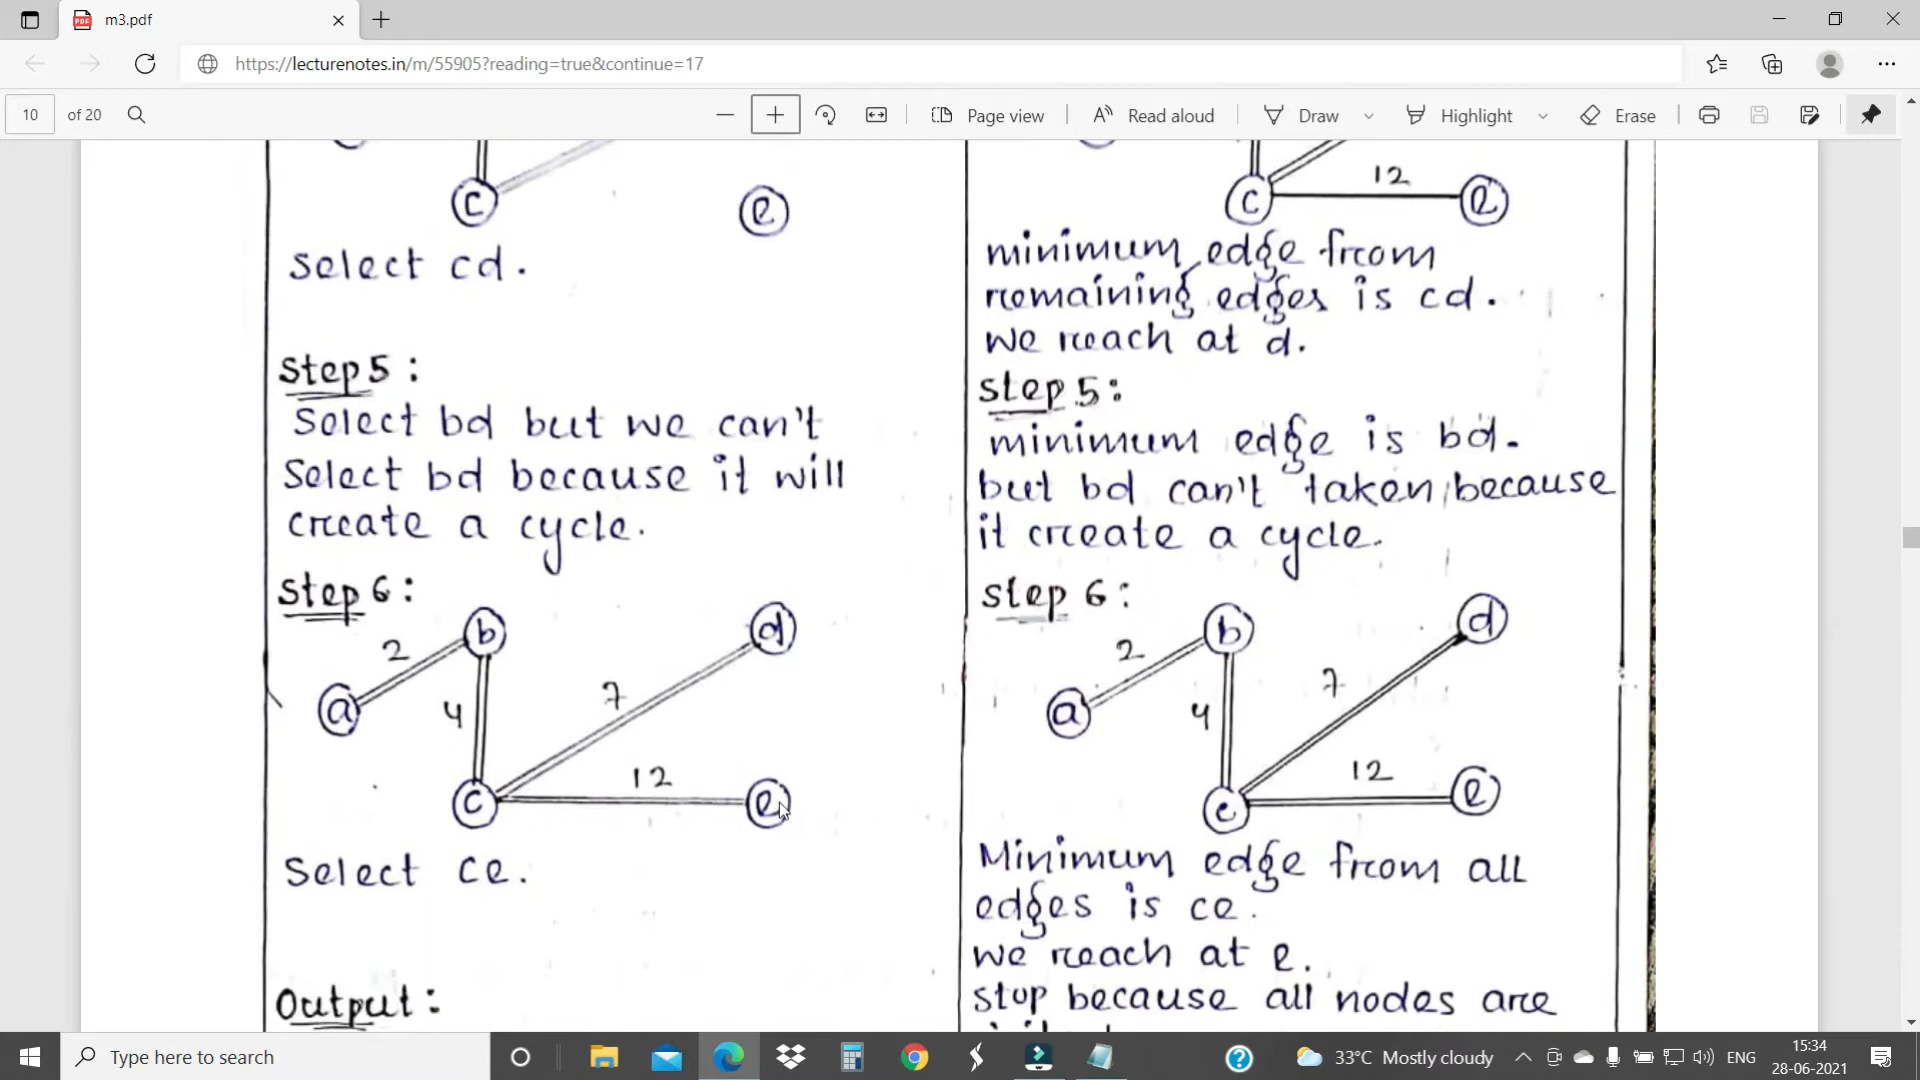 m3.pdf
https://lecturenotes.in/m/55905?reading=true&continue=17
10 of 20
Page view
Read aloud
Draw
Highlight
Erase
c
e
Select cd.
Step 5 :
Select bd but we can't
Select bd because it will
create a cycle.
Step 6 :
b
d
2
a
4
7
12
c
e
Select ce.
Output :
12
c
e
minimum edge from
remaining edges is cd.
we reach at d.
Step 5:
minimum edge is bd.
but bd can't taken, because
it create a cycle.
step 6 :
b
d
2
a
4
7
12
c
e
Minimum edge from all
edges is ce.
we reach at e.
stop because all nodes are
Type here to search
33°C Mostly cloudy
ENG
15:34
28-06-2021